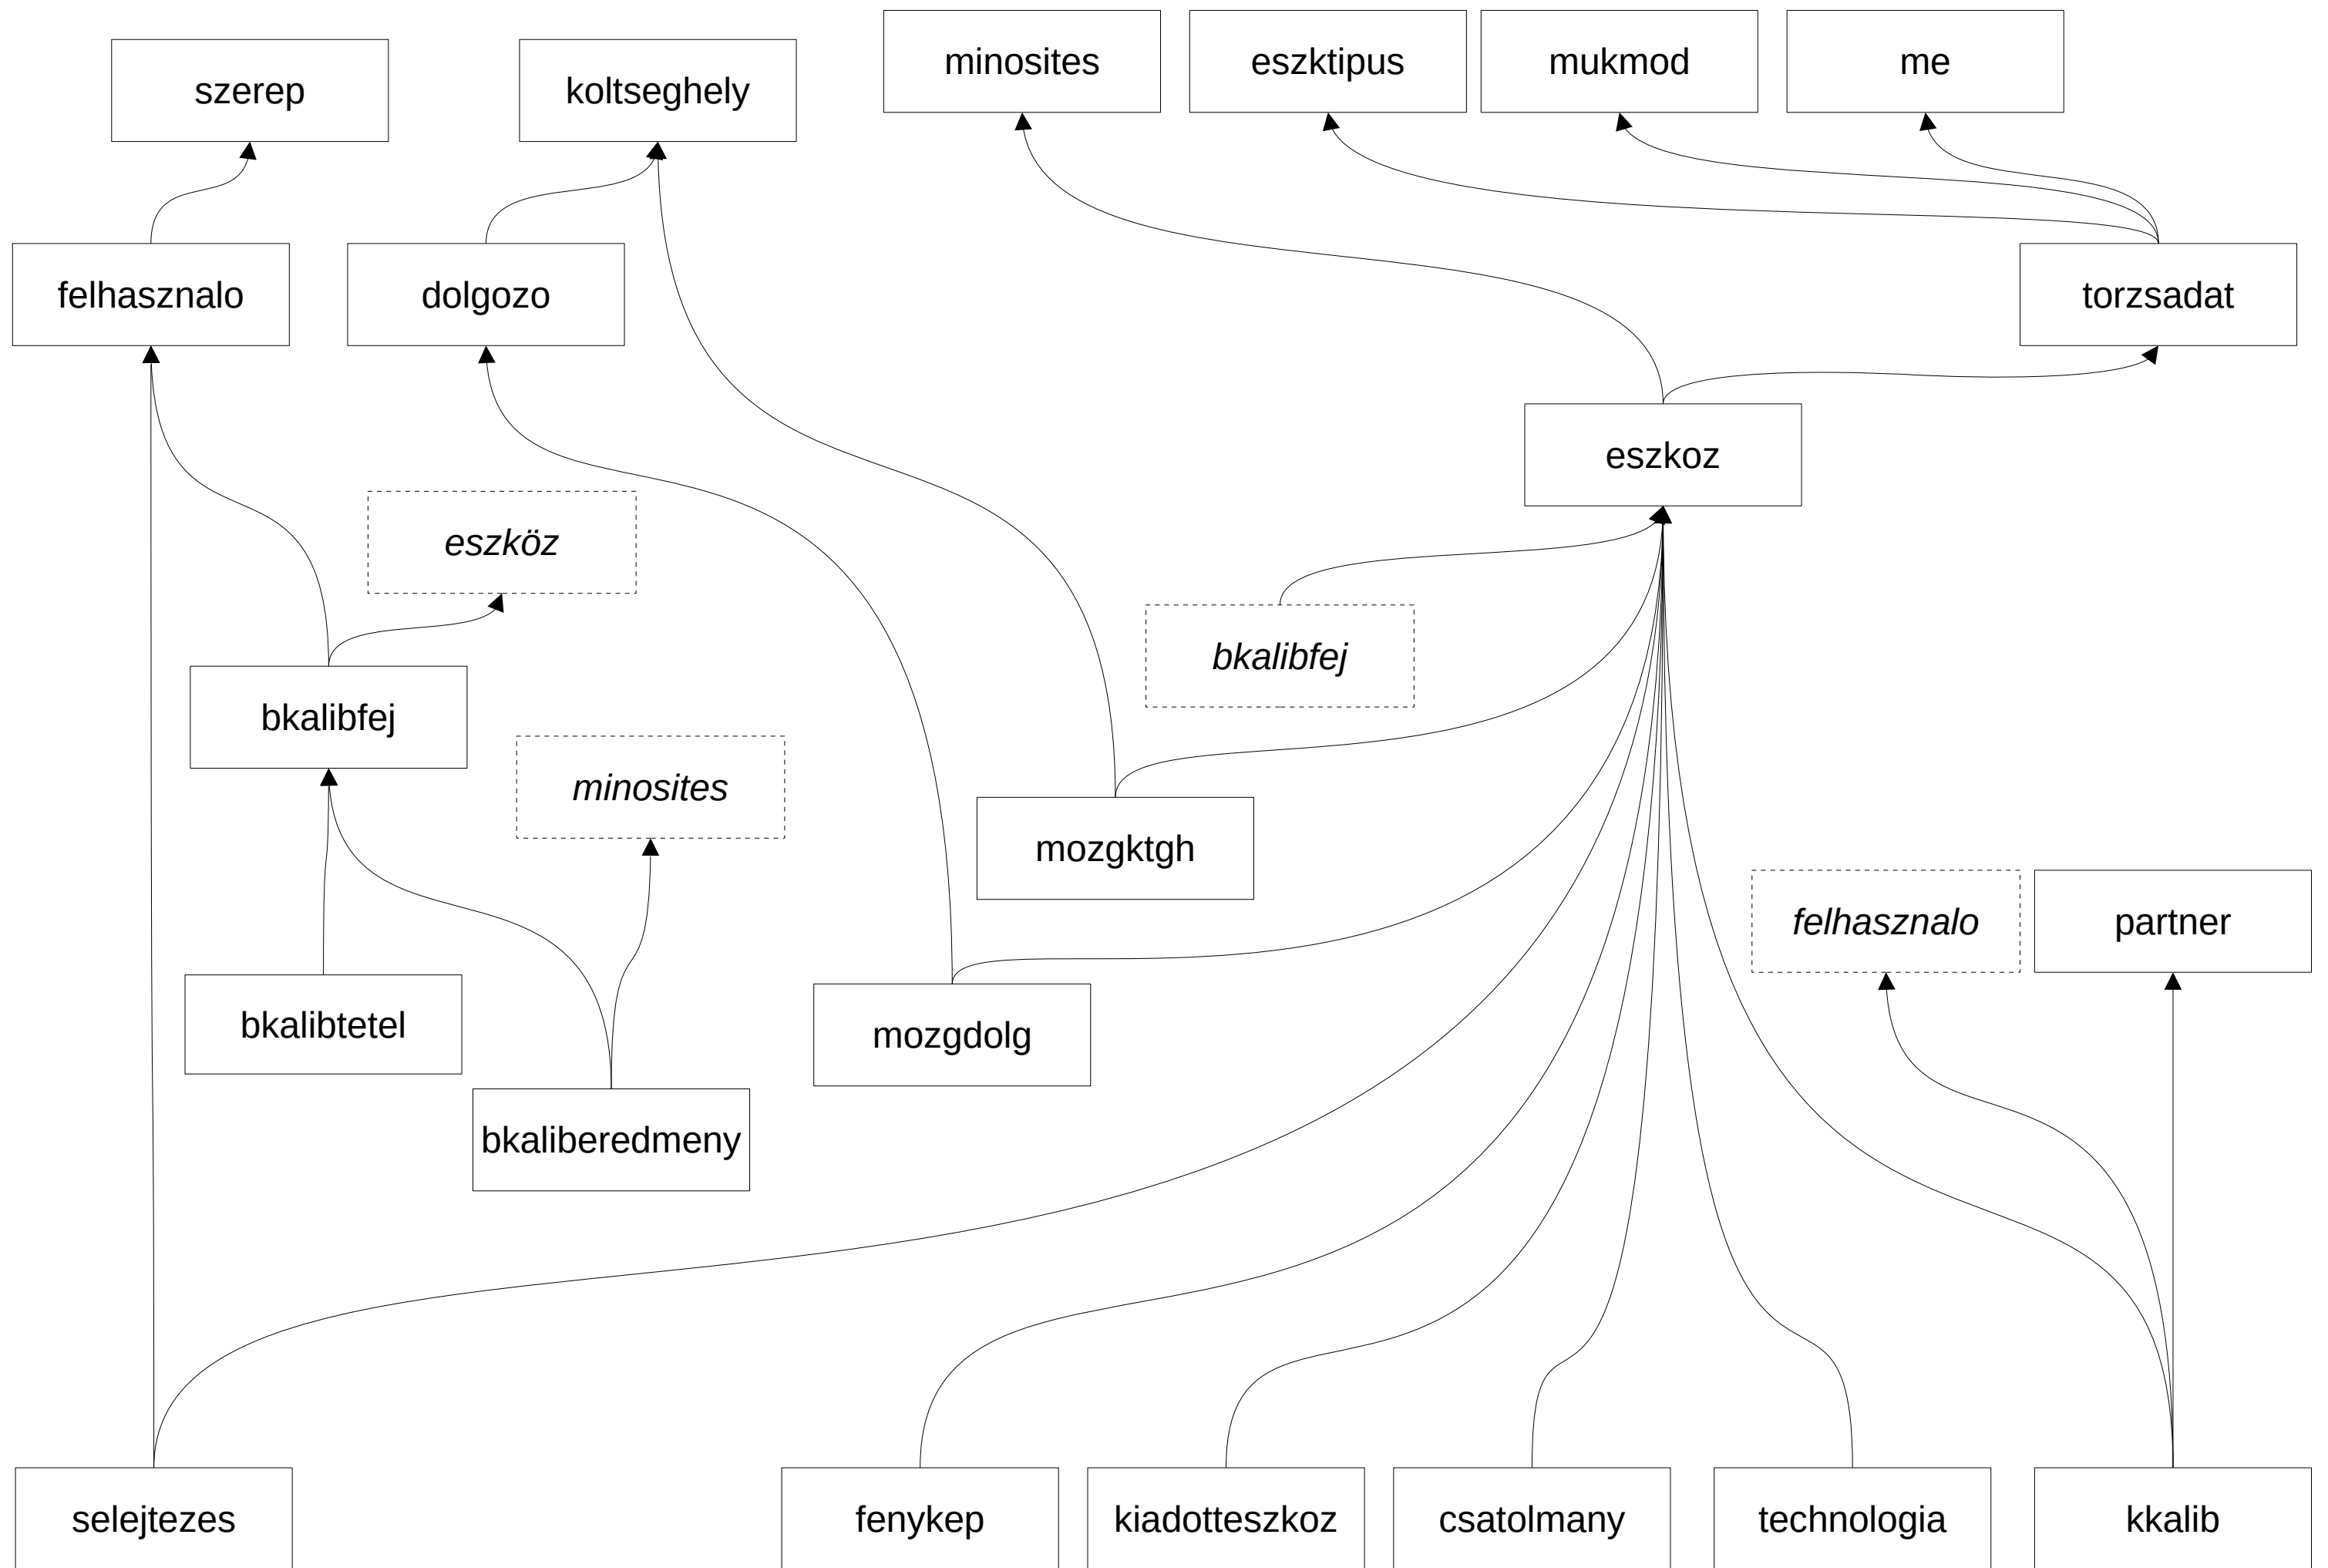 minosites
eszktipus
mukmod
me
szerep
koltseghely
felhasznalo
dolgozo
torzsadat
eszkoz
eszköz
bkalibfej
bkalibfej
minosites
mozgktgh
felhasznalo
partner
bkalibtetel
mozgdolg
bkaliberedmeny
selejtezes
fenykep
kiadotteszkoz
csatolmany
technologia
kkalib